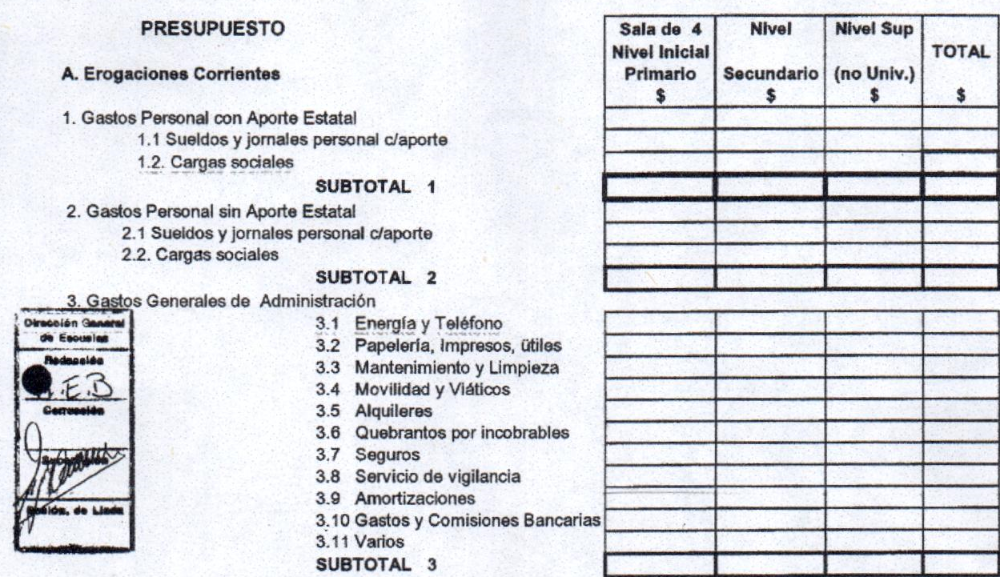 PRESUPUESTO
A. Erogaciones Corrientes
Sala de 4 Nivel Inicial Primario $
Nivel Secundario $
Nivel Sup (no Univ.) $
TOTAL $
1. Gastos Personal con Aporte Estatal
1.1 Sueldos y jornales personal c/aporte
1.2. Cargas sociales
SUBTOTAL 1
2. Gastos Personal sin Aporte Estatal
2.1 Sueldos y jornales personal c/aporte
2.2. Cargas sociales
SUBTOTAL 2
3. Gastos Generales de Administración
3.1 Energía y Teléfono
3.2 Papelería, Impresos, útiles
3.3 Mantenimiento y Limpieza
3.4 Movilidad y Viáticos
3.5 Alquileres
3.6 Quebrantos por incobrables
3.7 Seguros
3.8 Servicio de vigilancia
3.9 Amortizaciones
3.10 Gastos y Comisiones Bancarias
3.11 Varios
SUBTOTAL 3
Dirección General
de Escuelas
Redacción
E.B
Corrección